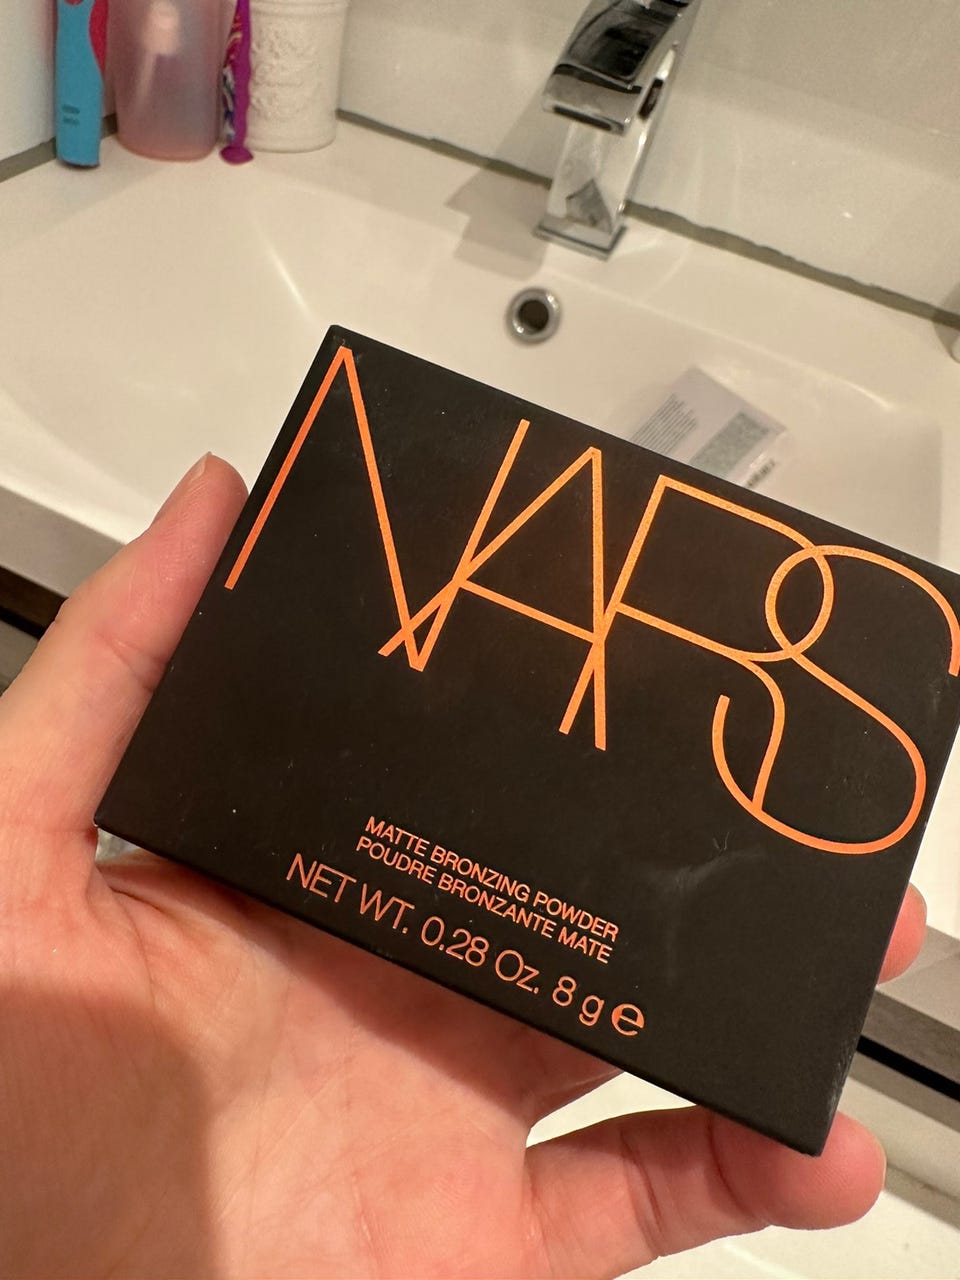 NARS
MATTE BRONZING POWDER
POUDRE BRONZANTE MATE
NET WT. 0.28 Oz. 8 g e